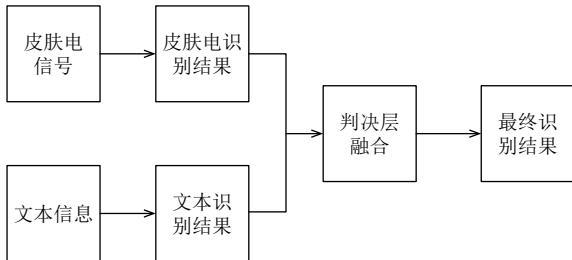 皮肤电
信号
皮肤电识
别结果
判决层
融合
最终识
别结果
文本信息
文本识
别结果